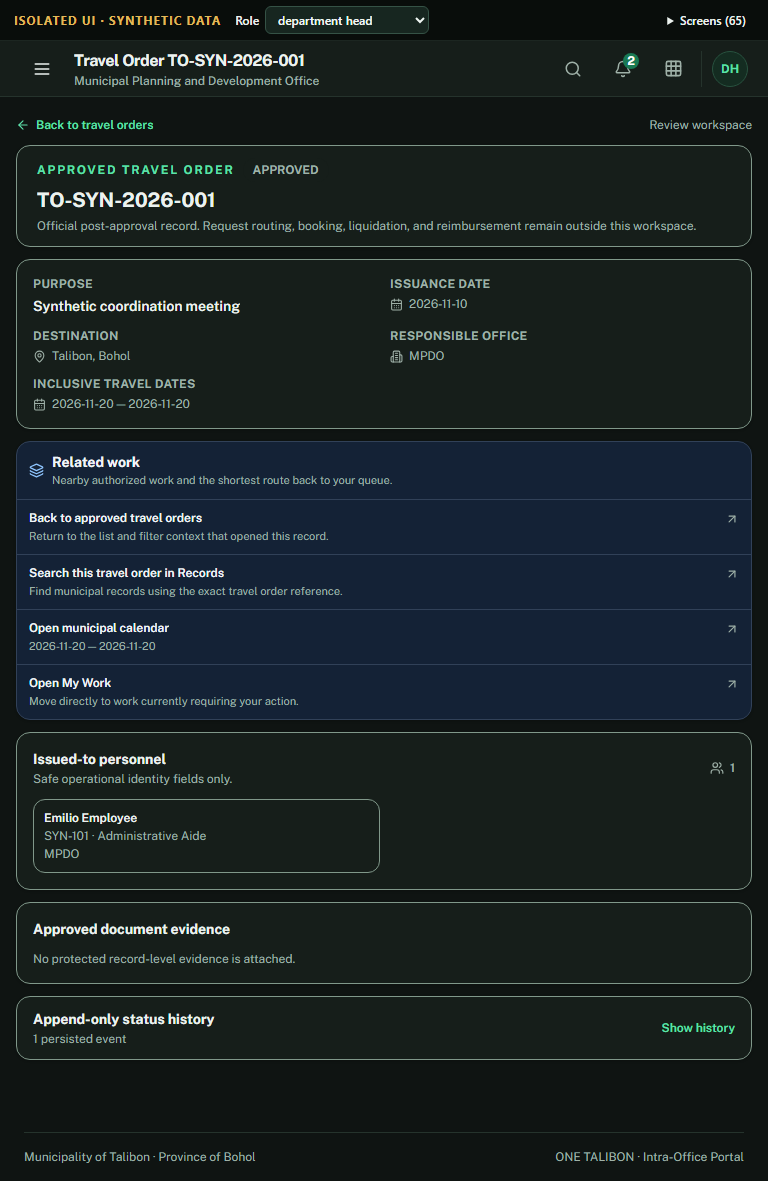 ISOLATED UI · SYNTHETIC DATA Role department head Screens (65)
Travel Order TO-SYN-2026-001
Municipal Planning and Development Office
2
DH
Back to travel orders Review workspace
APPROVED TRAVEL ORDER APPROVED
TO-SYN-2026-001
Official post-approval record. Request routing, booking, liquidation, and reimbursement remain outside this workspace.
PURPOSE
Synthetic coordination meeting
ISSUANCE DATE
2026-11-10
DESTINATION
Talibon, Bohol
RESPONSIBLE OFFICE
MPDO
INCLUSIVE TRAVEL DATES
2026-11-20 — 2026-11-20
Related work
Nearby authorized work and the shortest route back to your queue.
Back to approved travel orders
Return to the list and filter context that opened this record.
Search this travel order in Records
Find municipal records using the exact travel order reference.
Open municipal calendar
2026-11-20 — 2026-11-20
Open My Work
Move directly to work currently requiring your action.
Issued-to personnel
Safe operational identity fields only.
1
Emilio Employee
SYN-101 · Administrative Aide
MPDO
Approved document evidence
No protected record-level evidence is attached.
Append-only status history
1 persisted event
Show history
Municipality of Talibon · Province of Bohol ONE TALIBON · Intra-Office Portal